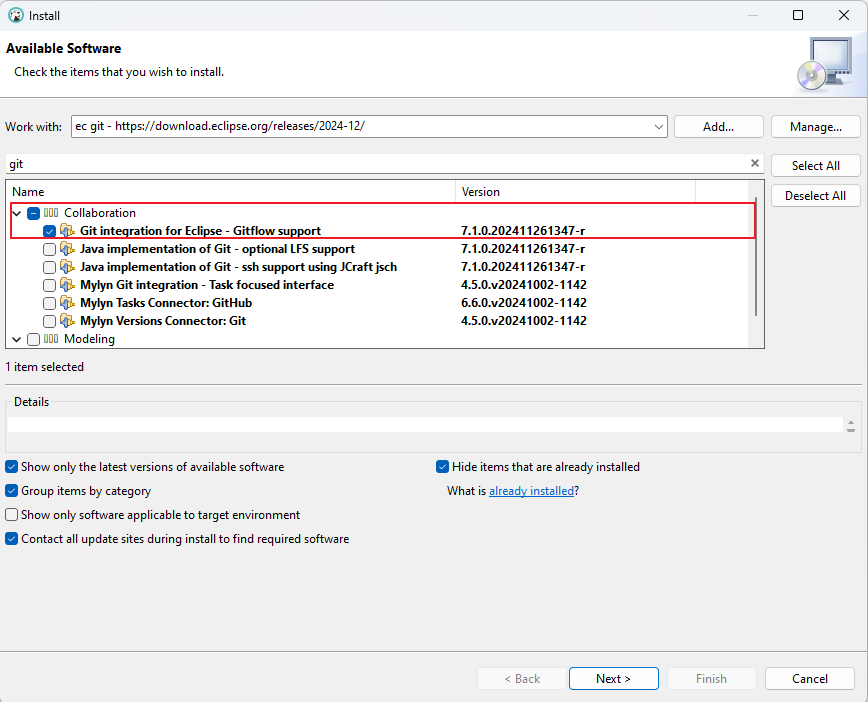 Install
Available Software
Check the items that you wish to install.
Work with: ec git - https://download.eclipse.org/releases/2024-12/ Add... Manage...
git Select All
Name Version Deselect All
Collaboration
Git integration for Eclipse - Gitflow support 7.1.0.202411261347-r
Java implementation of Git - optional LFS support 7.1.0.202411261347-r
Java implementation of Git - ssh support using JCraft jsch 7.1.0.202411261347-r
Mylyn Git integration - Task focused interface 4.5.0.v20241002-1142
Mylyn Tasks Connector: GitHub 6.6.0.v20241002-1142
Mylyn Versions Connector: Git 4.5.0.v20241002-1142
Modeling
1 item selected
Details
Show only the latest versions of available software Hide items that are already installed
Group items by category What is already installed?
Show only software applicable to target environment
Contact all update sites during install to find required software
< Back Next > Finish Cancel